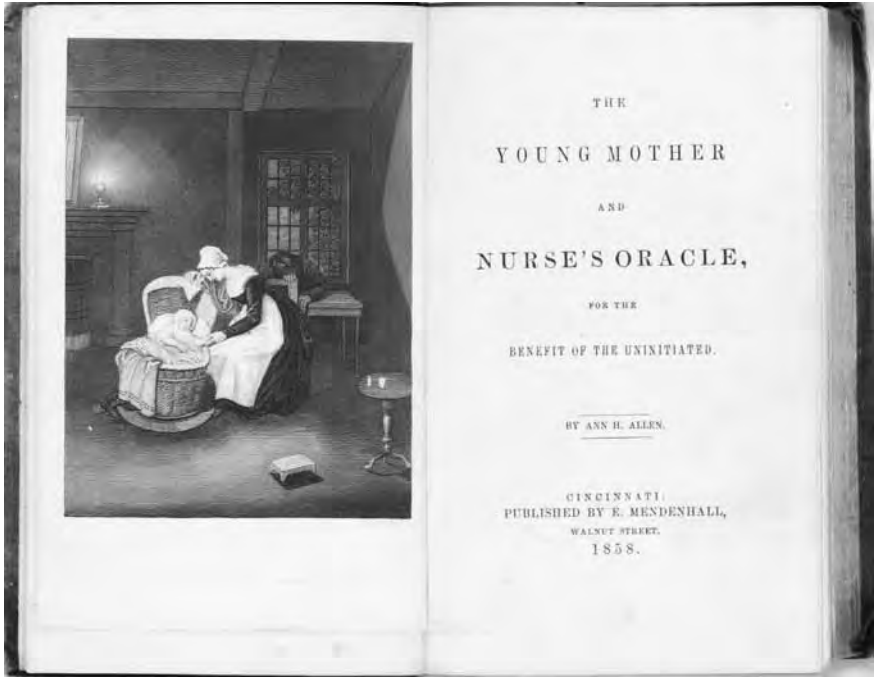 THE
YOUNG MOTHER
AND
NURSE'S ORACLE,
FOR THE
BENEFIT OF THE UNINITIATED.
BY ANN H. ALLEN.
CINCINNATI:
PUBLISHED BY E. MENDENHALL,
WALNUT STREET.
1858.